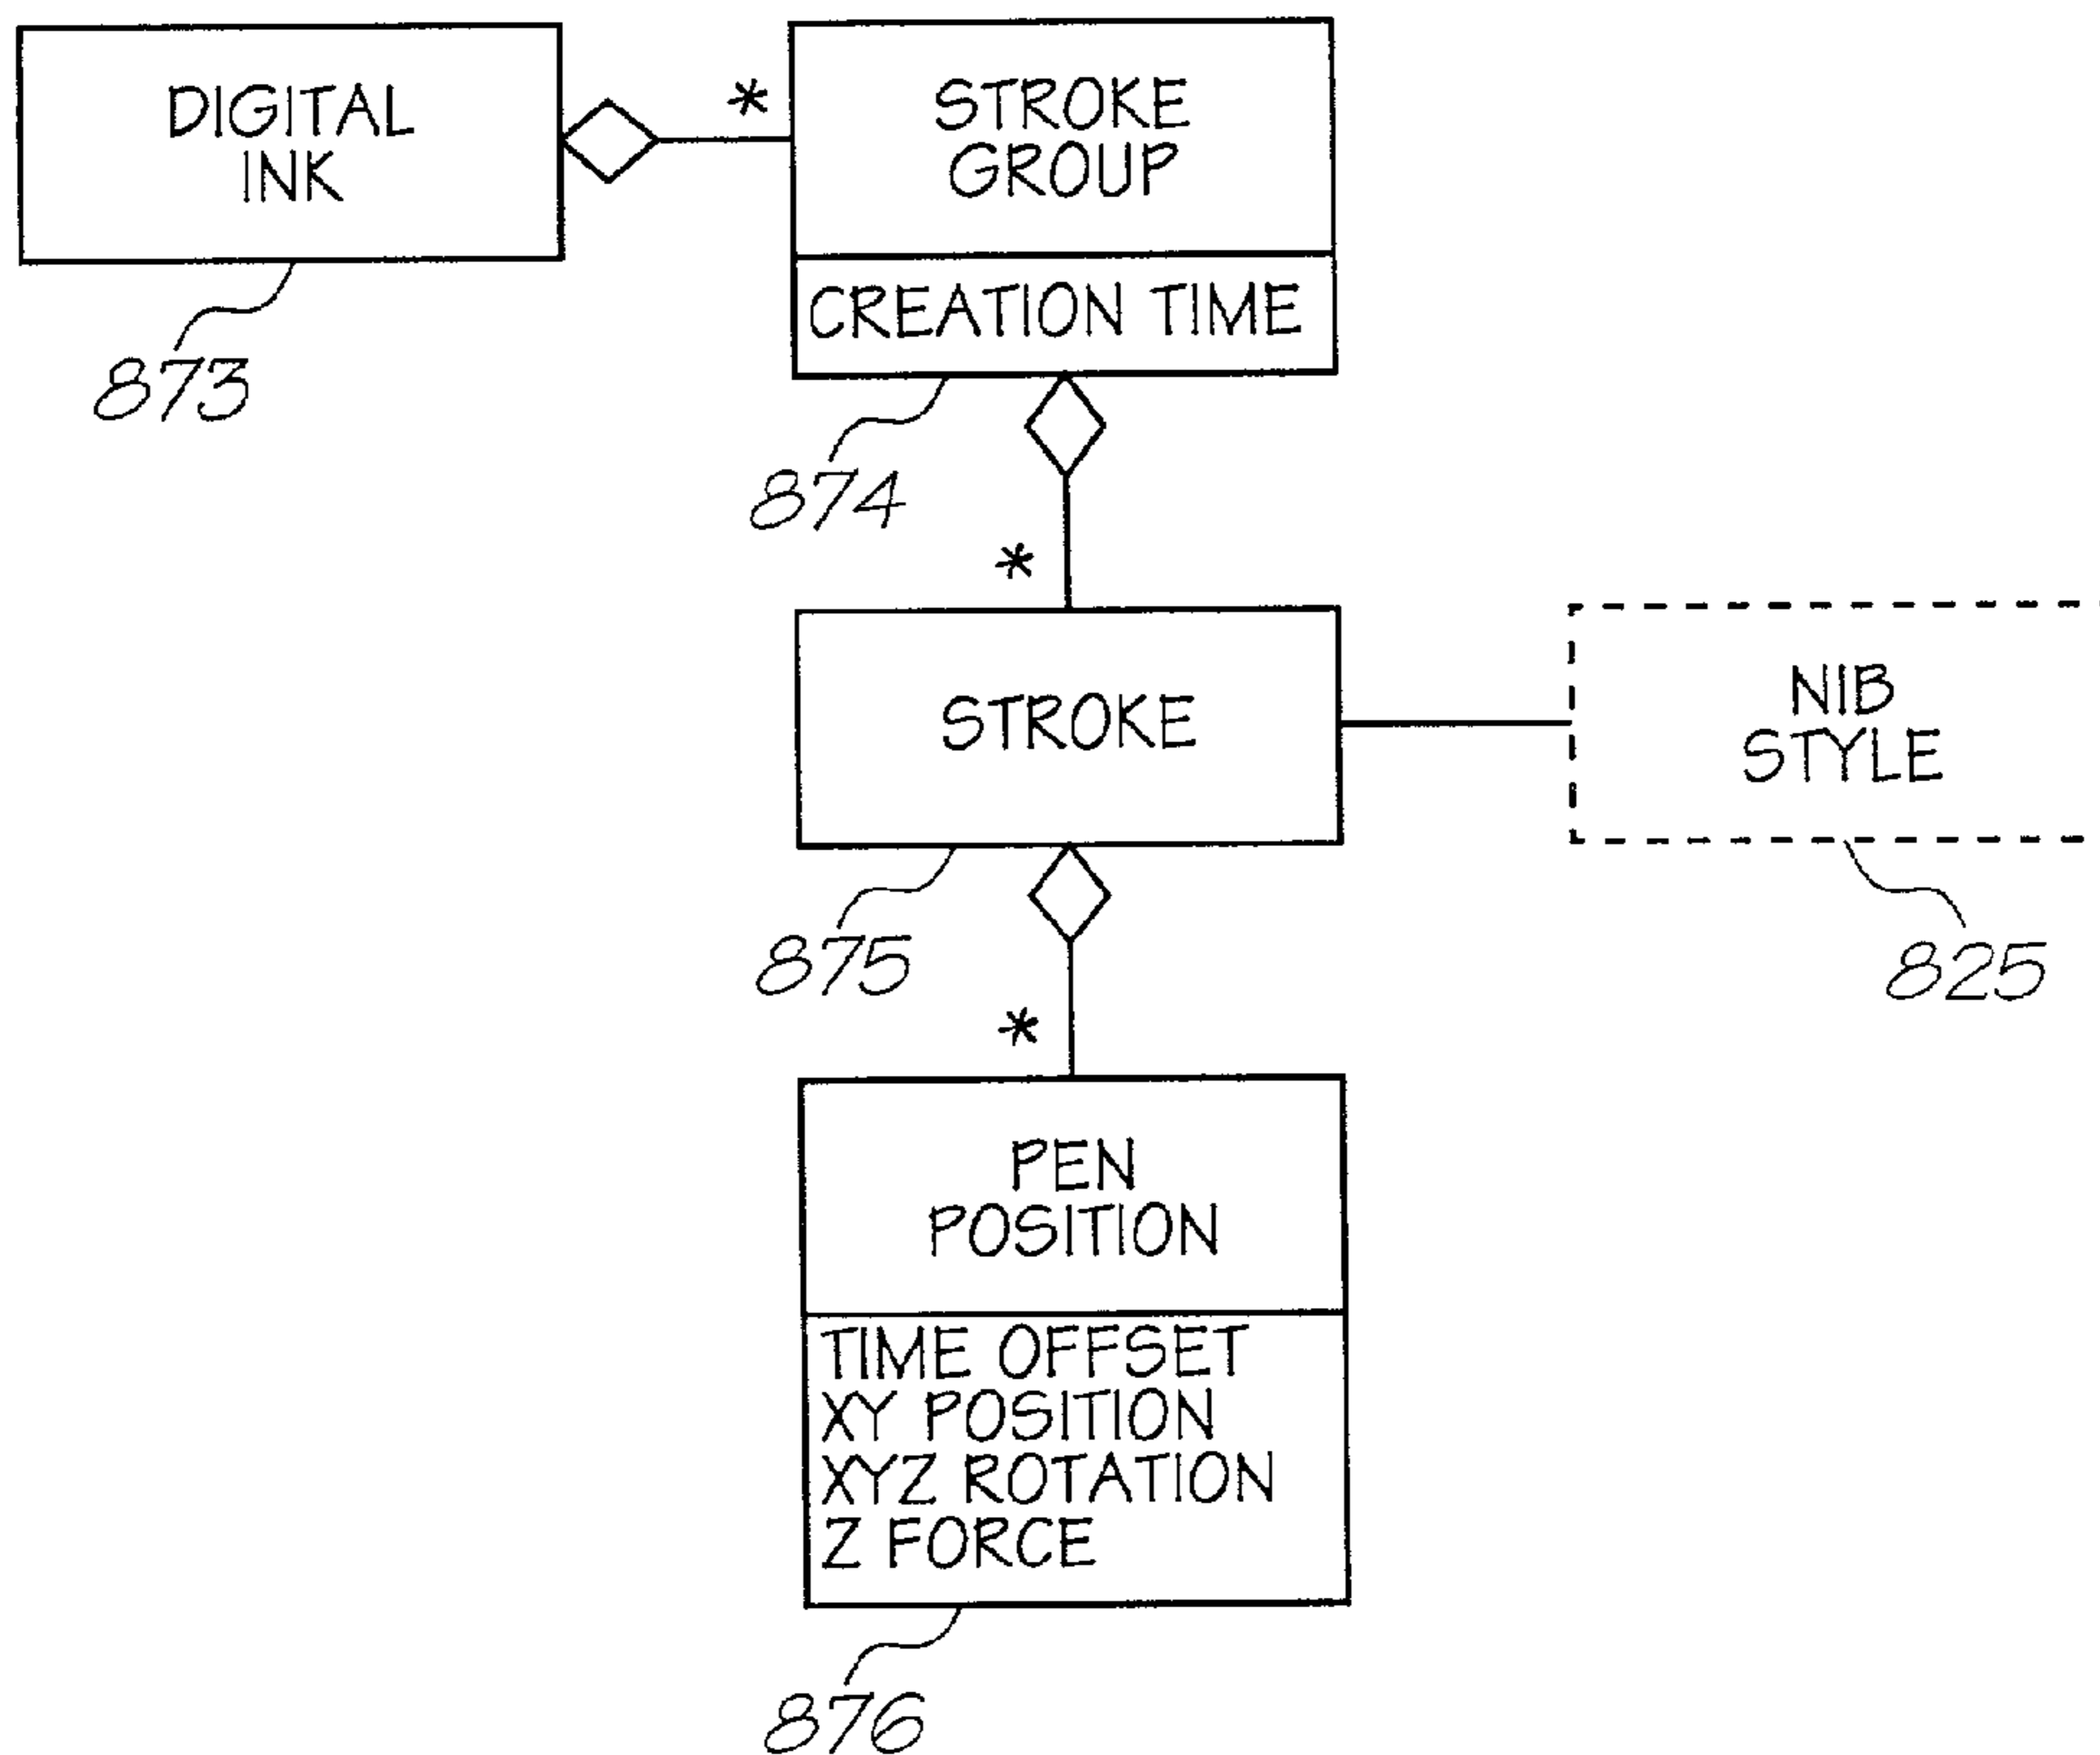 DIGITAL
INK
873
*
STROKE
GROUP
CREATION TIME
874
*
STROKE
875
NIB
STYLE
825
*
PEN
POSITION
TIME OFFSET
XY POSITION
XYZ ROTATION
Z FORCE
876